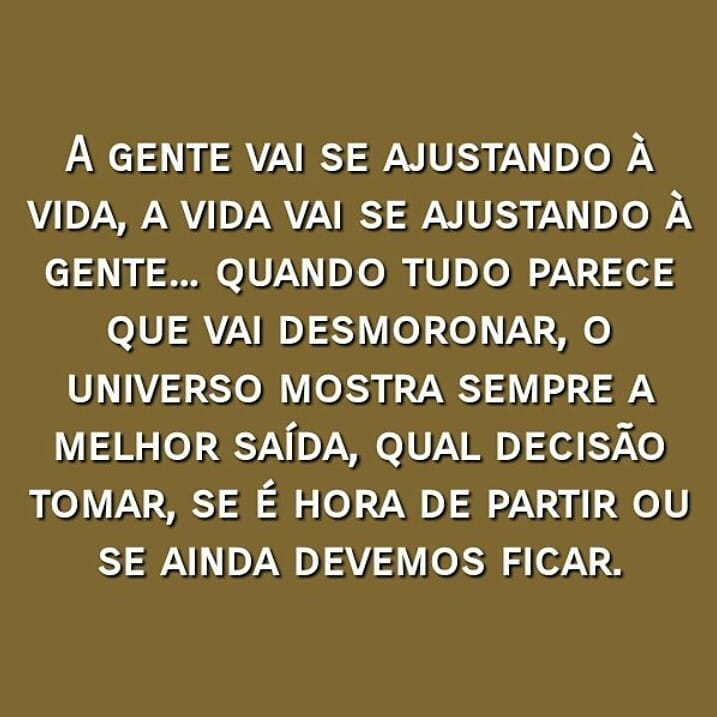 A GENTE VAI SE AJUSTANDO À
VIDA, A VIDA VAI SE AJUSTANDO À
GENTE... QUANDO TUDO PARECE
QUE VAI DESMORONAR, O
UNIVERSO MOSTRA SEMPRE A
MELHOR SAÍDA, QUAL DECISÃO
TOMAR, SE É HORA DE PARTIR OU
SE AINDA DEVEMOS FICAR.